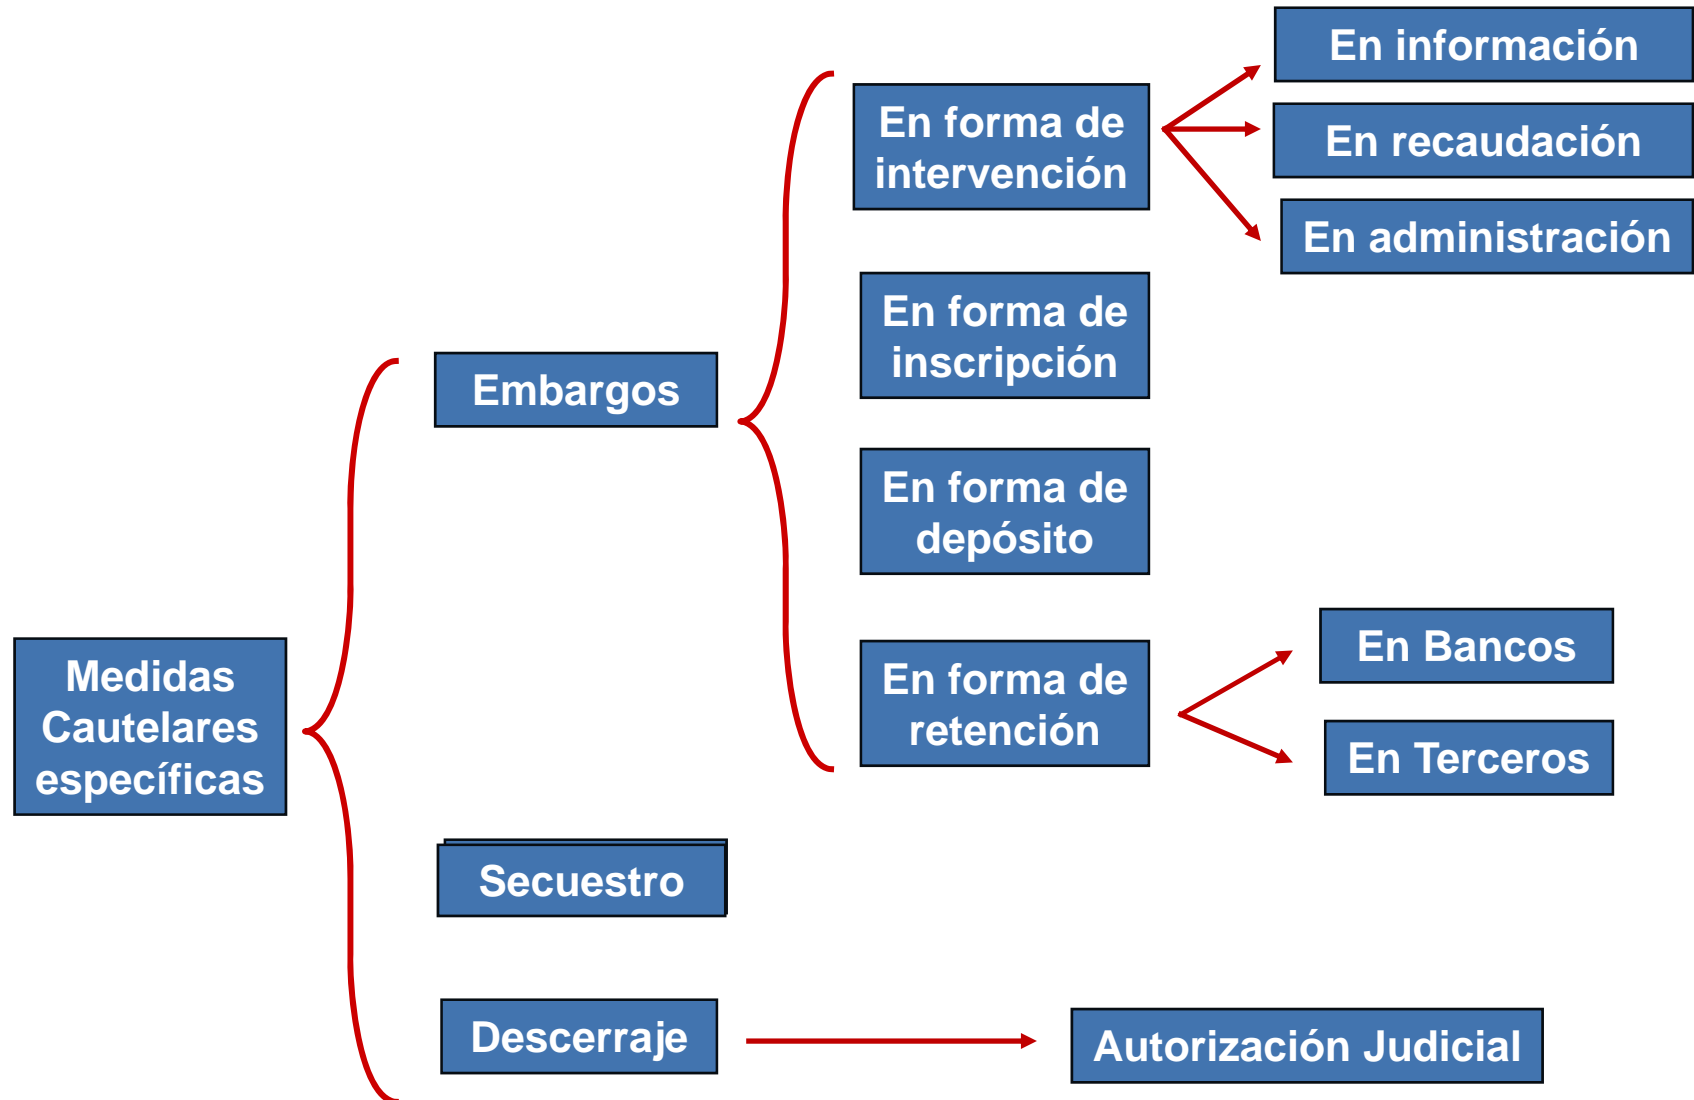 Medidas
Cautelares
específicas
Embargos
En forma de
intervención
En información
En recaudación
En administración
En forma de
inscripción
En forma de
depósito
En forma de
retención
En Bancos
En Terceros
Secuestro
Descerraje
Autorización Judicial